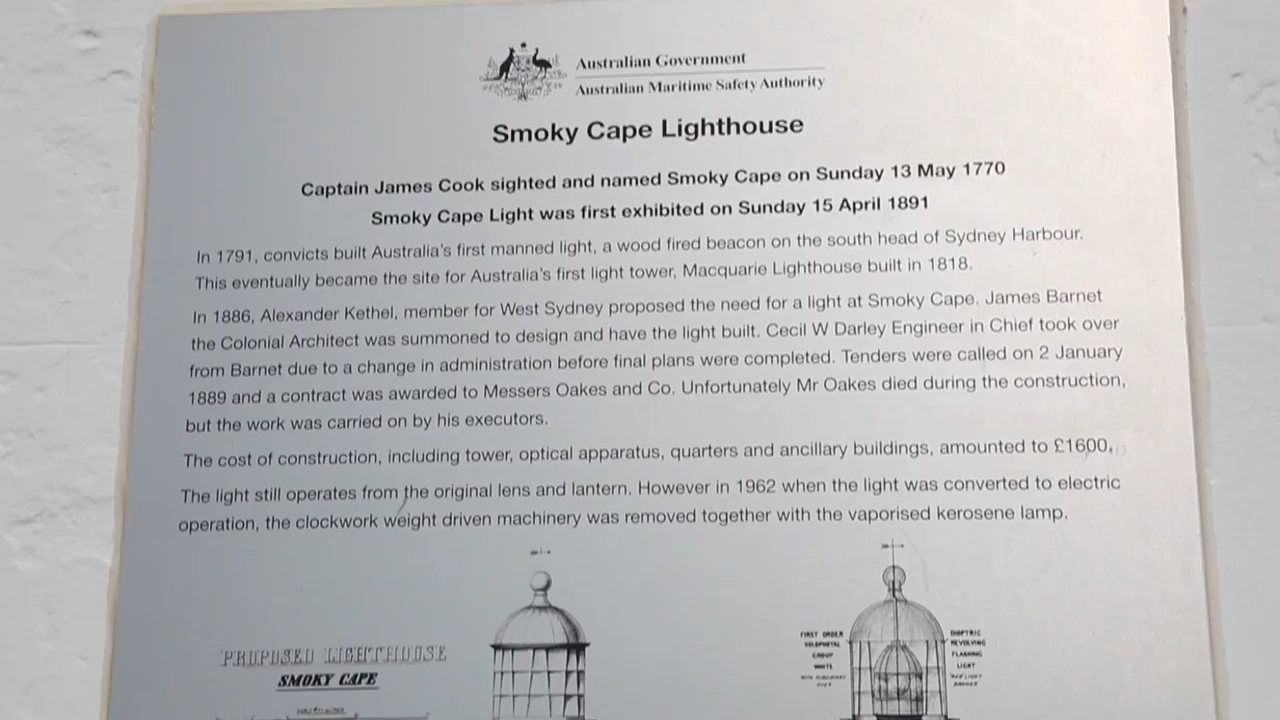 Australian Government
Australian Maritime Safety Authority
Smoky Cape Lighthouse
Captain James Cook sighted and named Smoky Cape on Sunday 13 May 1770
Smoky Cape Light was first exhibited on Sunday 15 April 1891
In 1791, convicts built Australia's first manned light, a wood fired beacon on the south head of Sydney Harbour.
This eventually became the site for Australia's first light tower, Macquarie Lighthouse built in 1818.
In 1886, Alexander Kethel, member for West Sydney proposed the need for a light at Smoky Cape. James Barnet
the Colonial Architect was summoned to design and have the light built. Cecil W Darley Engineer in Chief took over
from Barnet due to a change in administration before final plans were completed. Tenders were called on 2 January
1889 and a contract was awarded to Messers Oakes and Co. Unfortunately Mr Oakes died during the construction,
but the work was carried on by his executors.
The cost of construction, including tower, optical apparatus, quarters and ancillary buildings, amounted to £1600,
The light still operates from the original lens and lantern. However in 1962 when the light was converted to electric
operation, the clockwork weight driven machinery was removed together with the vaporised kerosene lamp.
PROPOSED LIGHTHOUSE
SMOKY CAPE
FIRST ORDER
HOLOPHOTAL
GROUP
WHITE
DIOPTRIC
REVOLVING
FLASHING
LIGHT